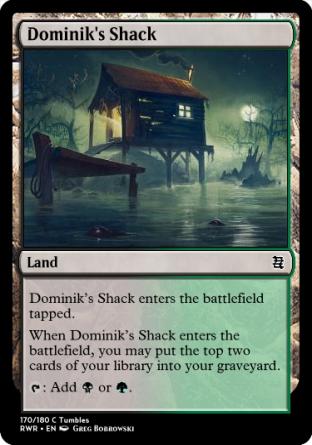 Dominik's Shack
Land
Dominik's Shack enters the battlefield
tapped.
When Dominik's Shack enters the
battlefield, you may put the top two
cards of your library into your graveyard.
: Add or .
170/180 C Tumbles
RWR • EN Greg Bobrowski